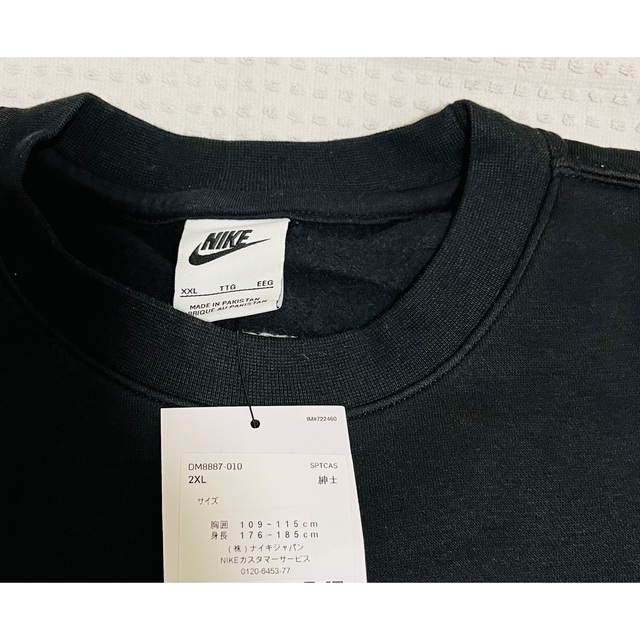 NIKE
XXL TTG EEG
MADE IN PAKISTAN
FABRIQUE AU PAKISTAN
IM#722460
DM8887-010 SPTCAS
2XL 紳士
サイズ
胸囲 109-115cm
身長 176-185cm
(株)ナイキジャパン
NIKEカスタマーサービス
0120-6453-77